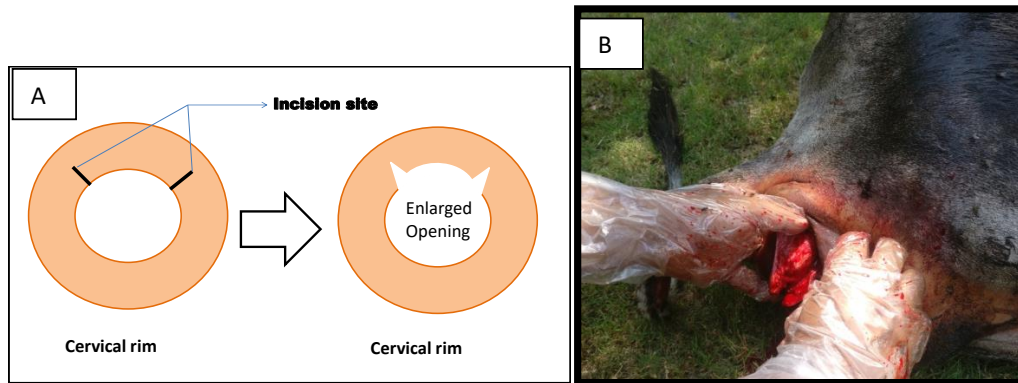 A
Incision site
Enlarged
Opening
Cervical rim
Cervical rim
B